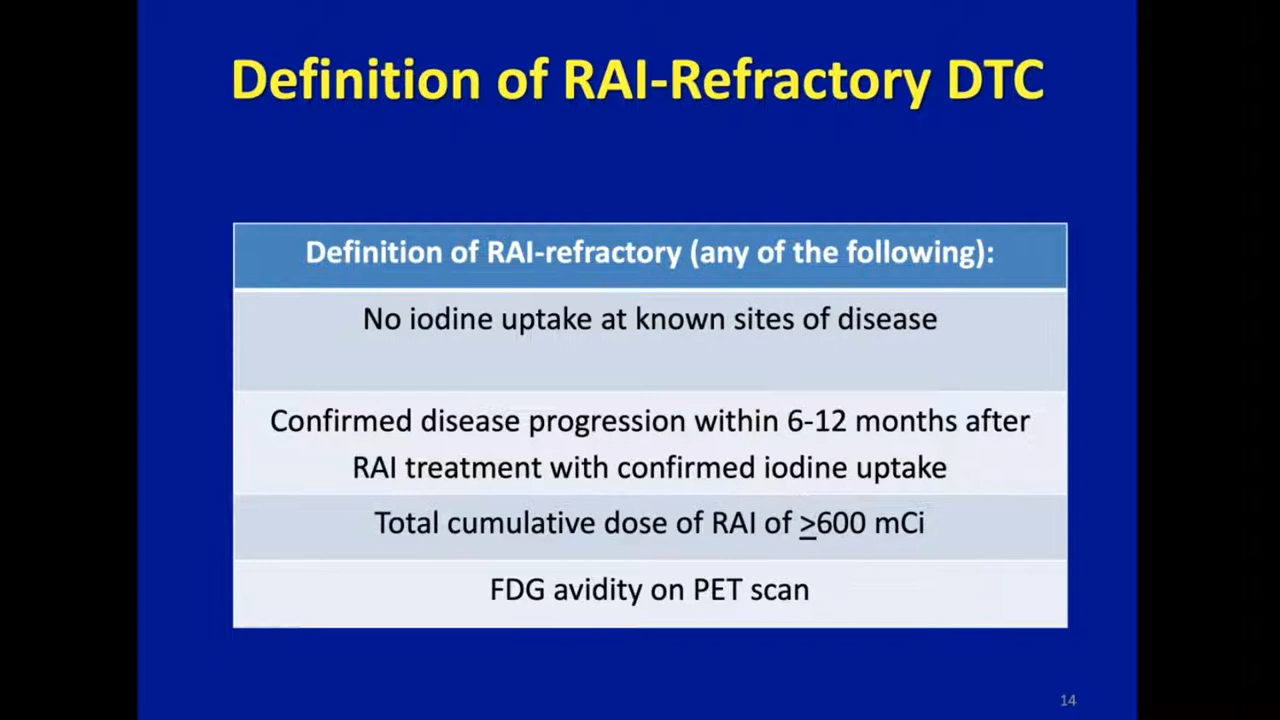 Definition of RAI-Refractory DTC
Definition of RAI-refractory (any of the following):
No iodine uptake at known sites of disease
Confirmed disease progression within 6-12 months after
RAI treatment with confirmed iodine uptake
Total cumulative dose of RAI of ≥600 mCi
FDG avidity on PET scan
14